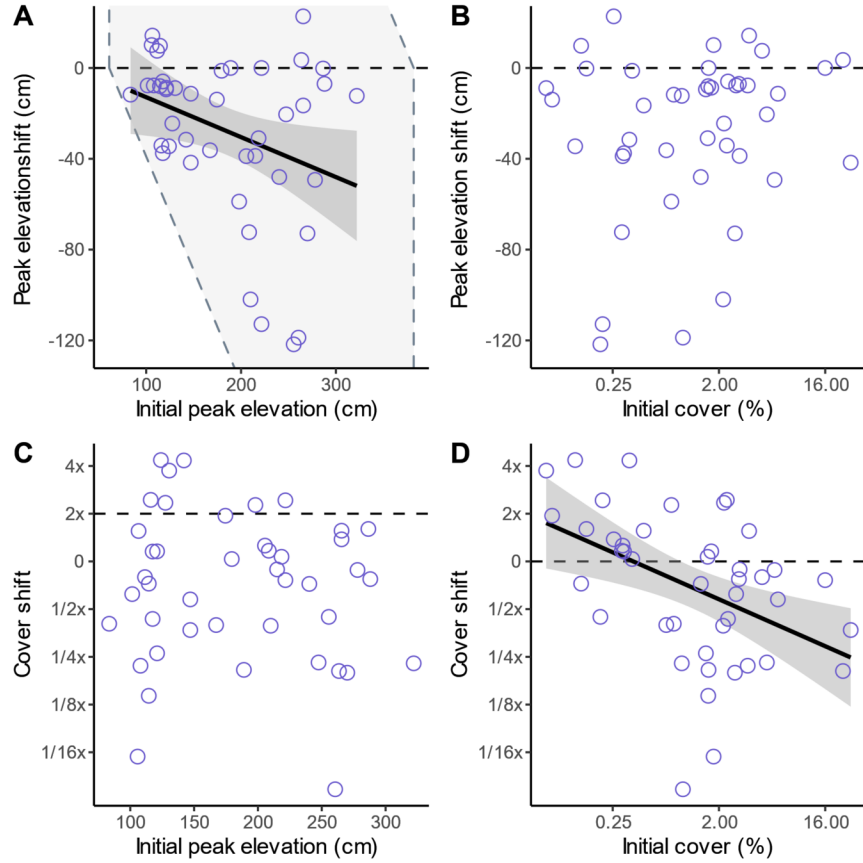 A
B
Peak elevationshift (cm)
0
-40
-80
-120
100
200
300
Initial peak elevation (cm)
Peak elevation shift (cm)
0
-40
-80
-120
0.25
2.00
16.00
Initial cover (%)
C
D
Cover shift
4x
2x
0
1/2x
1/4x
1/8x
1/16x
100
150
200
250
300
Initial peak elevation (cm)
Cover shift
4x
2x
0
1/2x
1/4x
1/8x
1/16x
0.25
2.00
16.00
Initial cover (%)